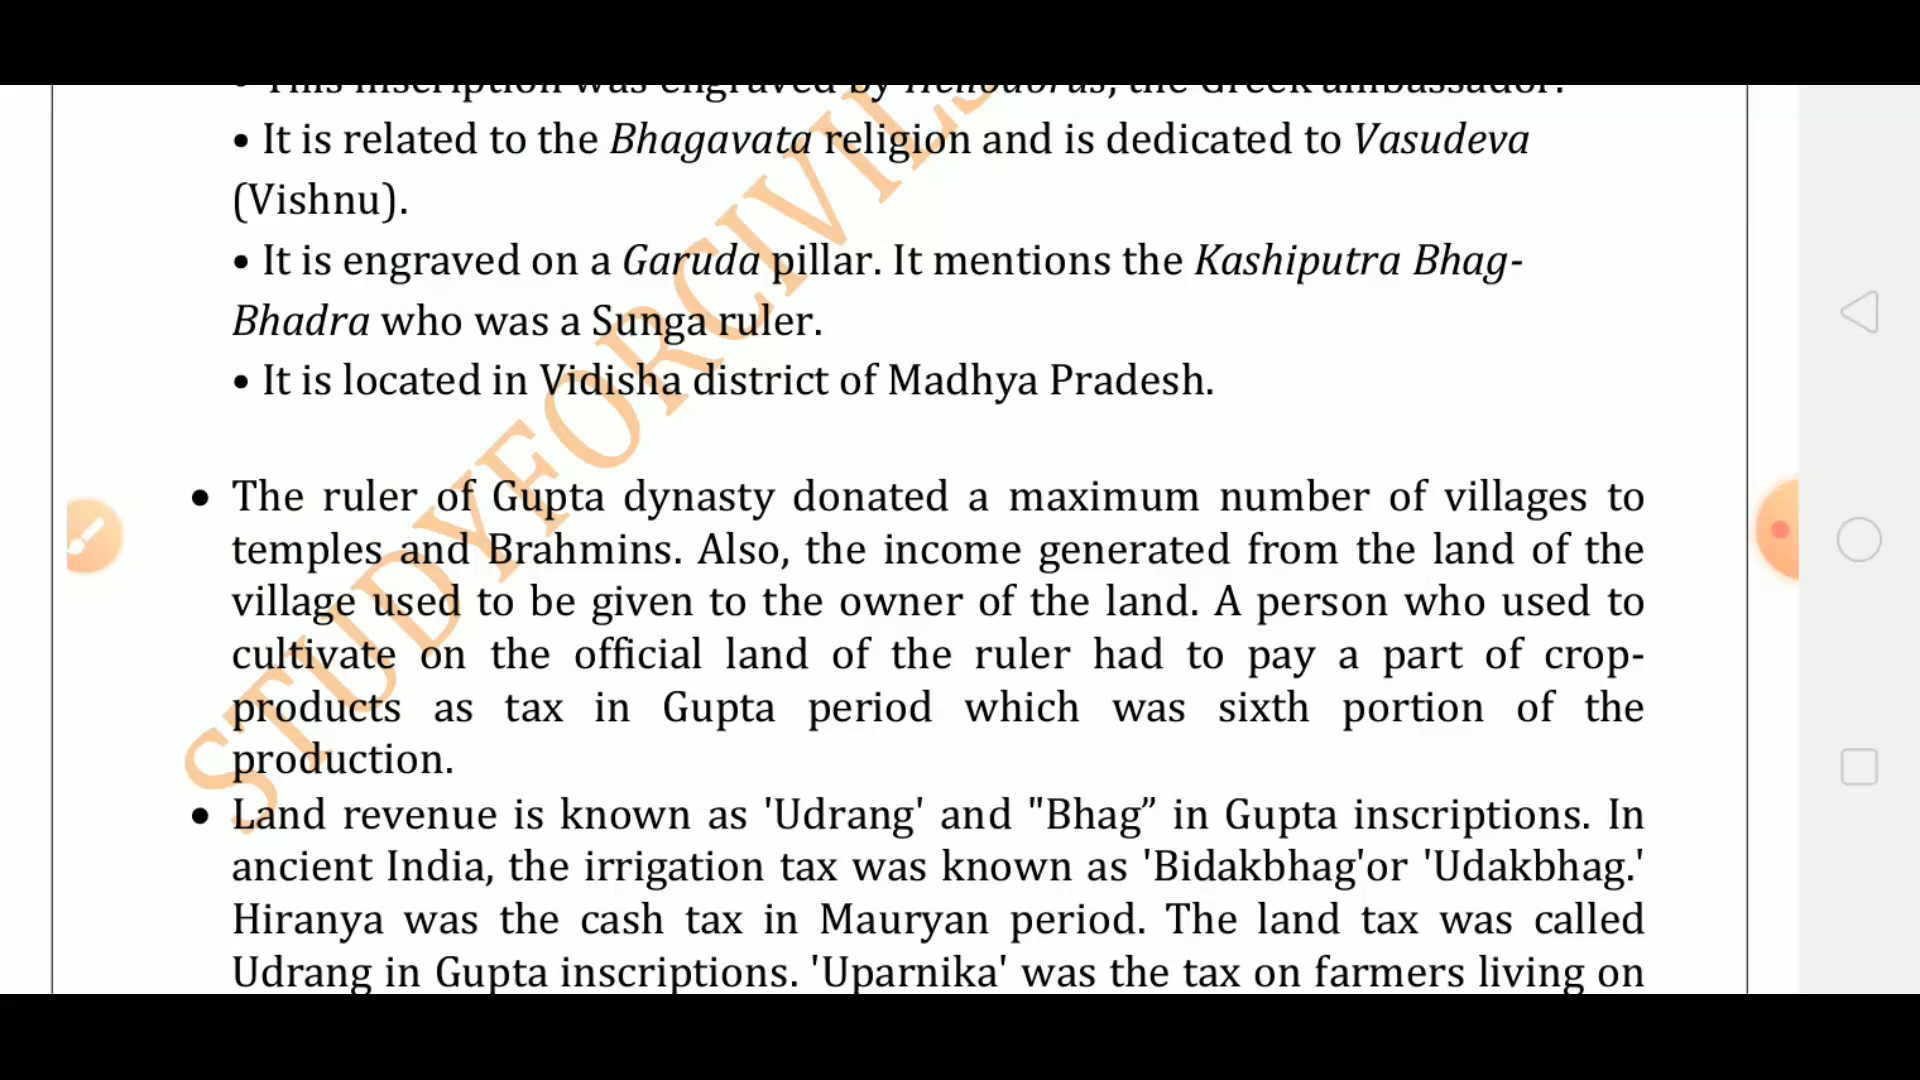 • This inscription was engraved by Heliodorus, the Greek ambassador.
• It is related to the Bhagavata religion and is dedicated to Vasudeva
(Vishnu).
• It is engraved on a Garuda pillar. It mentions the Kashiputra Bhag-
Bhadra who was a Sunga ruler.
• It is located in Vidisha district of Madhya Pradesh.
• The ruler of Gupta dynasty donated a maximum number of villages to
temples and Brahmins. Also, the income generated from the land of the
village used to be given to the owner of the land. A person who used to
cultivate on the official land of the ruler had to pay a part of crop-
products as tax in Gupta period which was sixth portion of the
production.
• Land revenue is known as 'Udrang' and "Bhag” in Gupta inscriptions. In
ancient India, the irrigation tax was known as 'Bidakbhag'or 'Udakbhag.'
Hiranya was the cash tax in Mauryan period. The land tax was called
Udrang in Gupta inscriptions. 'Uparnika' was the tax on farmers living on
STUDYFORCIVILS